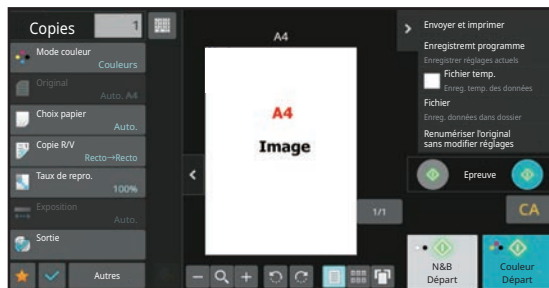 Copies 1
Mode couleur
Couleurs
Original
Auto. A4
Choix papier
Auto.
Copie R/V
Recto→Recto
Taux de repro.
100%
Exposition
Auto.
Sortie
Autres
A4
A4
Image
1/1
Envoyer et imprimer
Enregistremt programme
Enregistrer réglages actuels
Fichier temp.
Enreg. temp. des données
Fichier
Enreg. données dans dossier
Renumériser l'original
sans modifier réglages
Epreuve
CA
N&B
Départ
Couleur
Départ